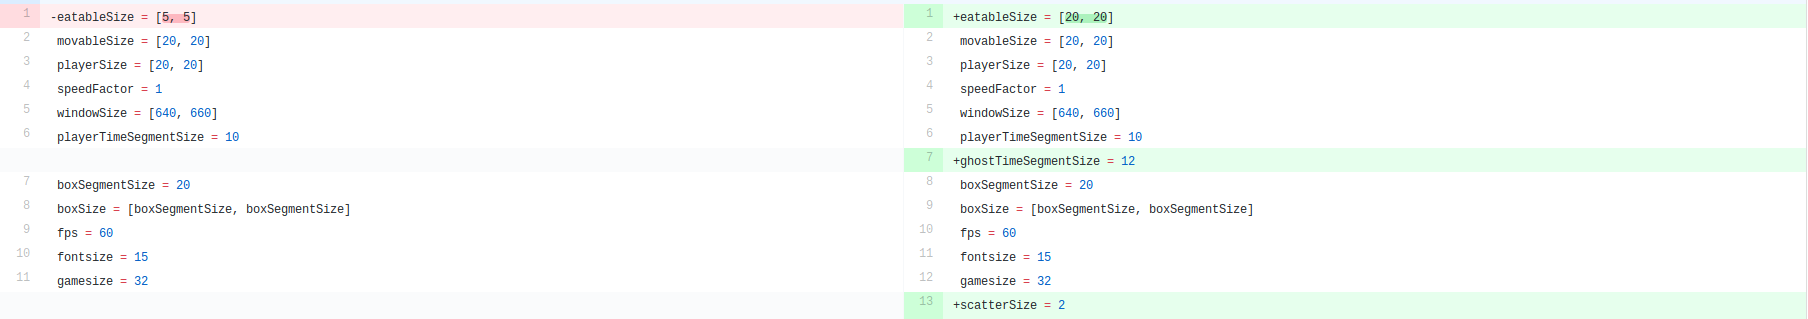 1 -eatableSize = [5, 5]
2 movableSize = [20, 20]
3 playerSize = [20, 20]
4 speedFactor = 1
5 windowSize = [640, 660]
6 playerTimeSegmentSize = 10
7 boxSegmentSize = 20
8 boxSize = [boxSegmentSize, boxSegmentSize]
9 fps = 60
10 fontsize = 15
11 gamesize = 32
1 +eatableSize = [20, 20]
2 movableSize = [20, 20]
3 playerSize = [20, 20]
4 speedFactor = 1
5 windowSize = [640, 660]
6 playerTimeSegmentSize = 10
7 +ghostTimeSegmentSize = 12
8 boxSegmentSize = 20
9 boxSize = [boxSegmentSize, boxSegmentSize]
10 fps = 60
11 fontsize = 15
12 gamesize = 32
13 +scatterSize = 2